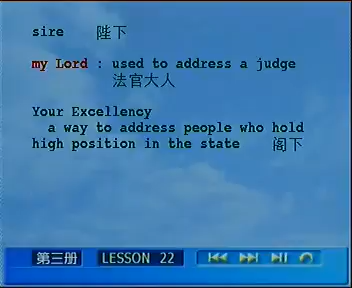 sire 陛下
my Lord : used to address a judge
法官大人
Your Excellency
a way to address people who hold
high position in the state 阁下
第三册 LESSON 22